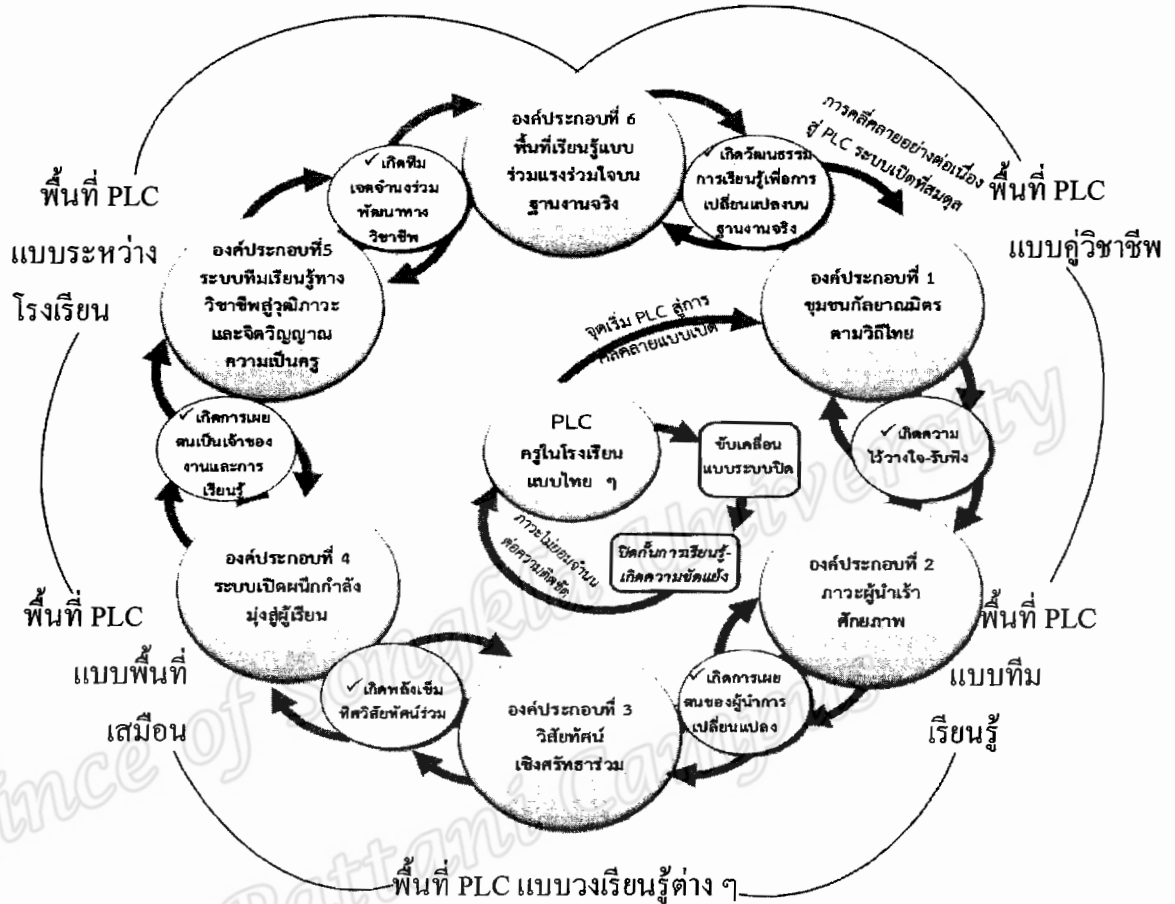 องค์ประกอบที่ 6
พื้นที่เรียนรู้แบบ
ร่วมแรงร่วมใจบน
ฐานงานจริง
✓เกิดวัฒนธรรม
การเรียนรู้เพื่อการ
เปลี่ยนแปลงบน
ฐานงานจริง
การคลี่คลายอย่างต่อเนื่อง
สู่ PLC ระบบเปิดที่สมดุล
พื้นที่ PLC
แบบคู่วิชาชีพ
องค์ประกอบที่ 1
ชุมชนกัลยาณมิตร
ตามวิถีไทย
✓เกิดความ
ไว้วางใจ-รับฟัง
องค์ประกอบที่ 2
ภาวะผู้นำเร้า
ศักยภาพ
พื้นที่ PLC
แบบทีม
เรียนรู้
✓เกิดการเผย
ตนของผู้นำการ
เปลี่ยนแปลง
องค์ประกอบที่ 3
วิสัยทัศน์
เชิงศรัทธาร่วม
พื้นที่ PLC แบบวงเรียนรู้ต่าง ๆ
✓เกิดพลังเข็ม
ทิศวิสัยทัศน์ร่วม
องค์ประกอบที่ 4
ระบบเปิดผนึกกำลัง
มุ่งสู่ผู้เรียน
พื้นที่ PLC
แบบพื้นที่
เสมือน
✓เกิดการเผย
ตนเป็นเจ้าของ
งานและการ
เรียนรู้
องค์ประกอบที่5
ระบบทีมเรียนรู้ทาง
วิชาชีพสู่วุฒิภาวะ
และจิตวิญญาณ
ความเป็นครู
พื้นที่ PLC
แบบระหว่าง
โรงเรียน
✓เกิดทีม
เจตจำนงร่วม
พัฒนาทาง
วิชาชีพ
จุดเริ่ม PLC สู่การ
คลี่คลายแบบเปิด
PLC
ครูในโรงเรียน
แบบไทย ๆ
ขับเคลื่อน
แบบระบบปิด
ปิดกั้นการเรียนรู้-
เกิดความขัดแย้ง
ภาวะไม่ยอมจำนน
ต่อความติดขัด
Prince of Songkla University
Pattani Campus